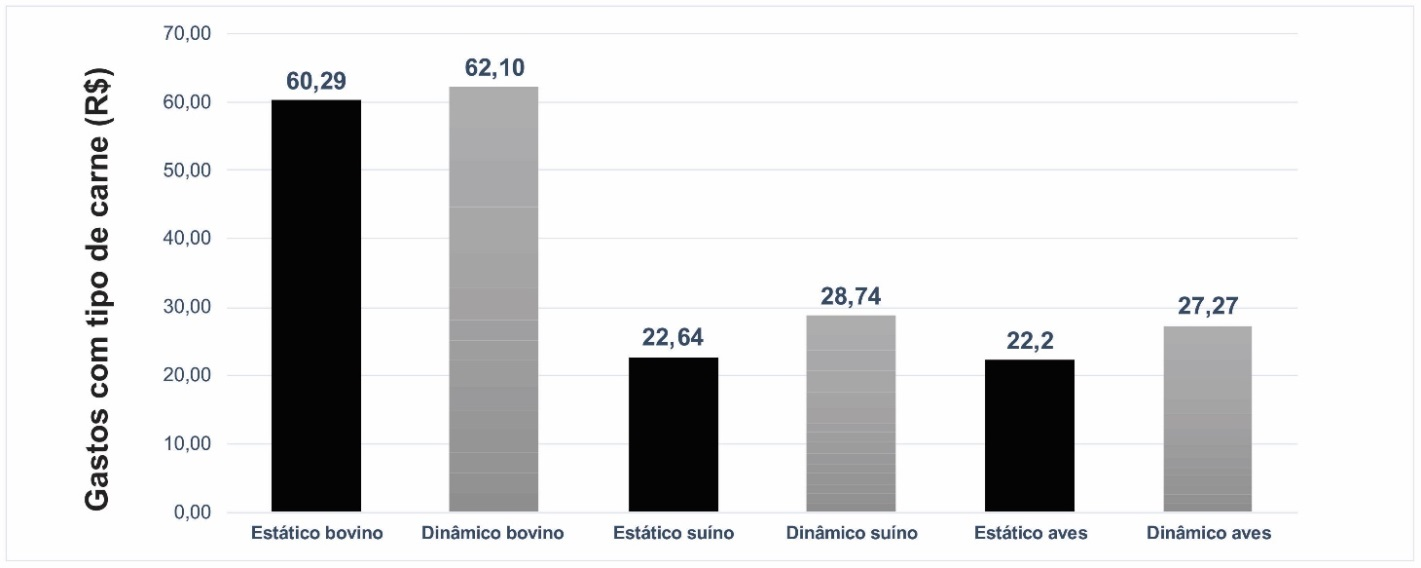 Gastos com tipo de carne (R$)
70,00
60,00
50,00
40,00
30,00
20,00
10,00
0,00
60,29
62,10
22,64
28,74
22,2
27,27
Estático bovino
Dinâmico bovino
Estático suíno
Dinâmico suíno
Estático aves
Dinâmico aves